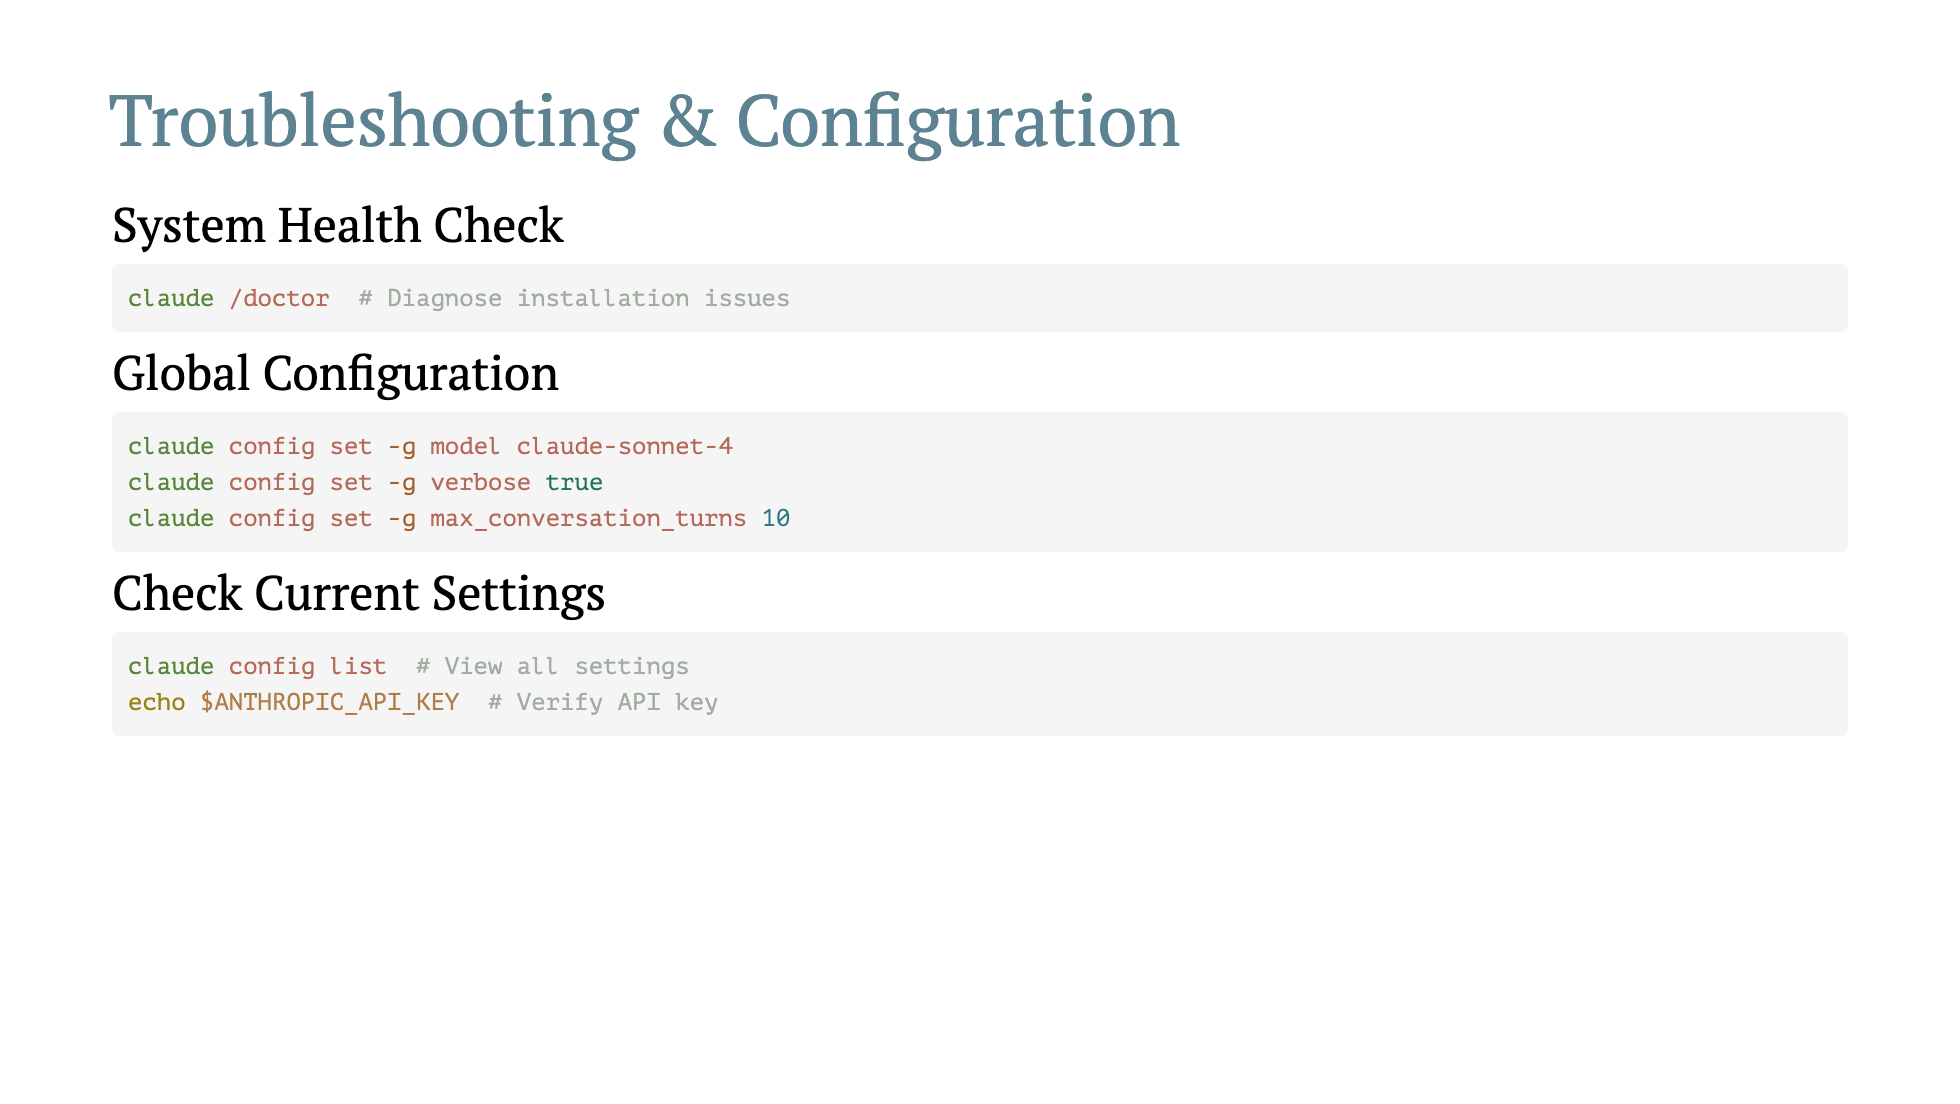 Troubleshooting & Configuration
System Health Check
claude /doctor  # Diagnose installation issues
Global Configuration
claude config set -g model claude-sonnet-4
claude config set -g verbose true
claude config set -g max_conversation_turns 10
Check Current Settings
claude config list  # View all settings
echo $ANTHROPIC_API_KEY  # Verify API key